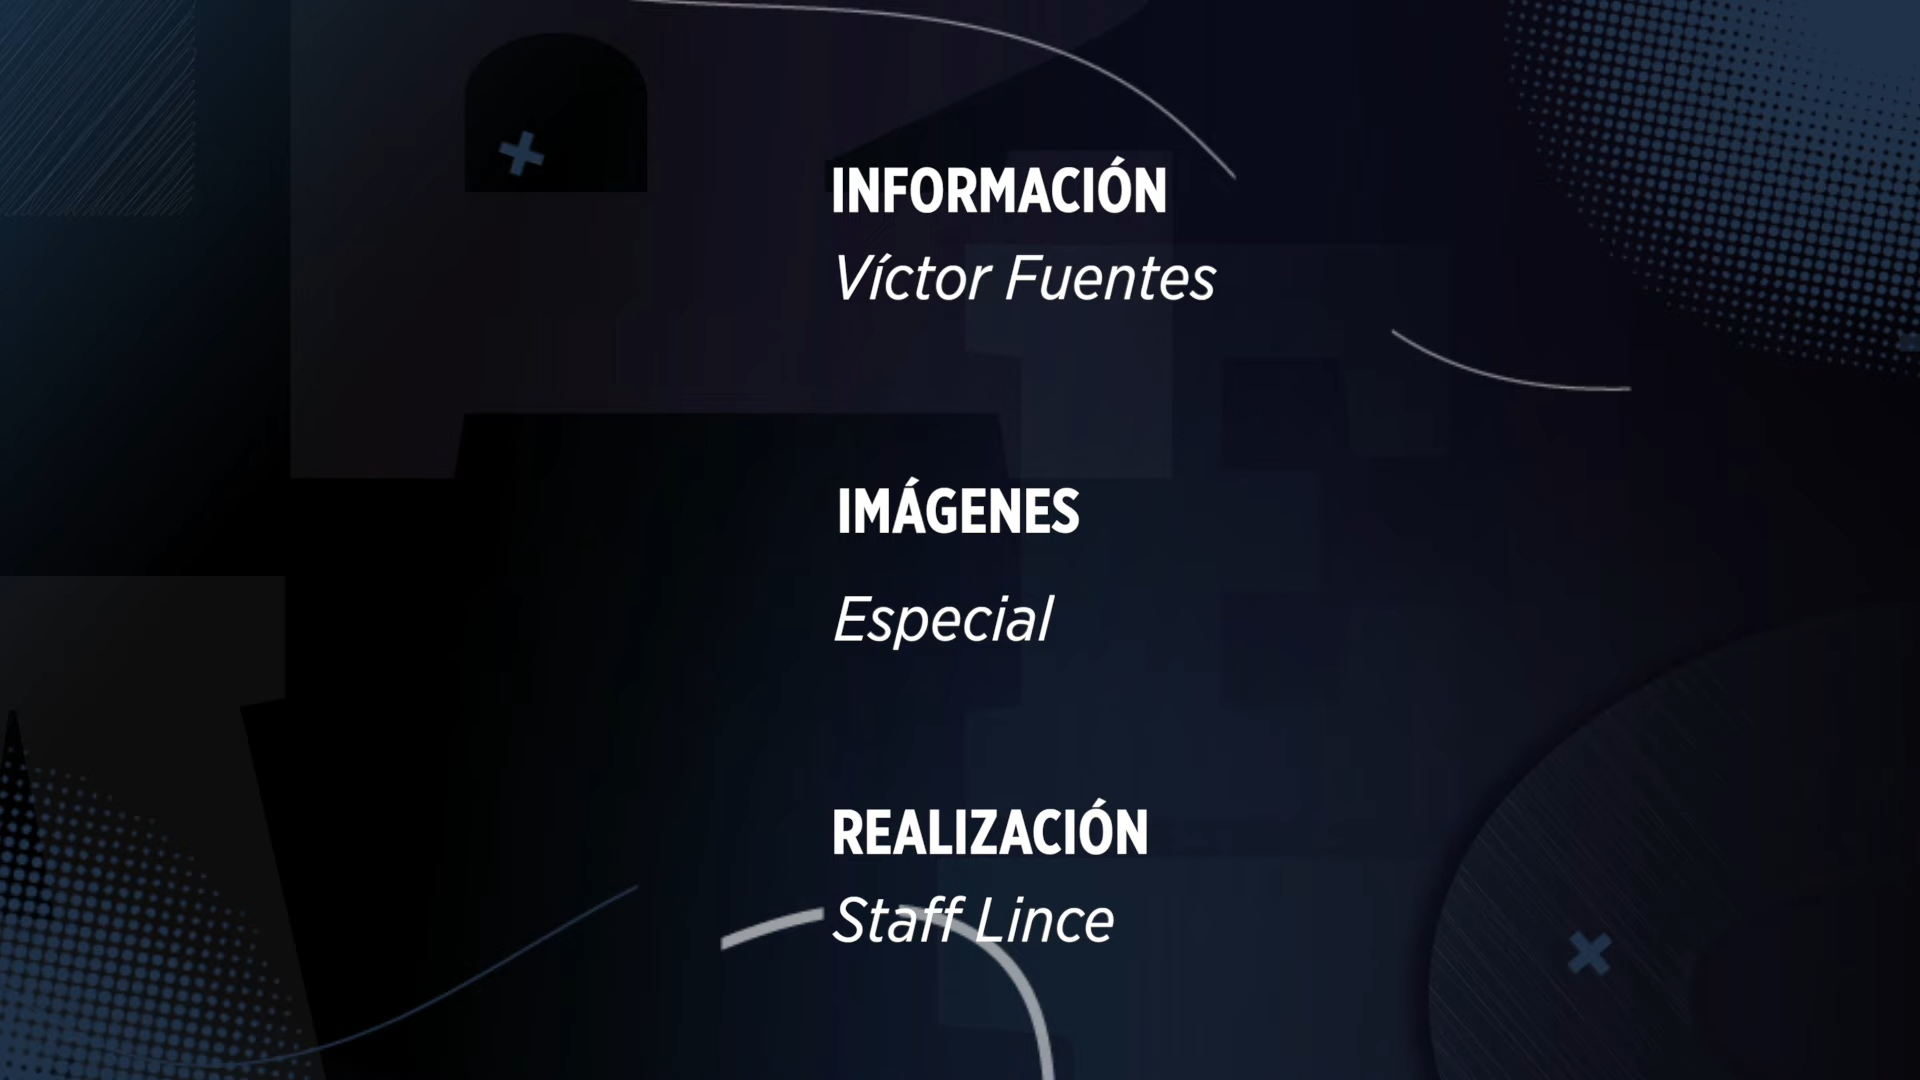 INFORMACIÓN
Víctor Fuentes
IMÁGENES
Especial
REALIZACIÓN
Staff Lince